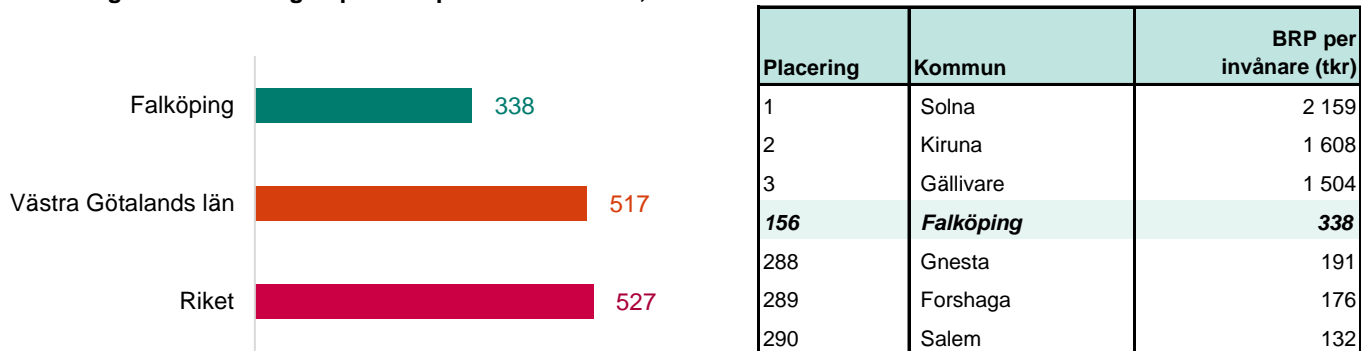 Falköping 338
Västra Götalands län 517
Riket 527
BRP per
Placering Kommun invånare (tkr)
1 Solna 2 159
2 Kiruna 1 608
3 Gällivare 1 504
156 Falköping 338
288 Gnesta 191
289 Forshaga 176
290 Salem 132